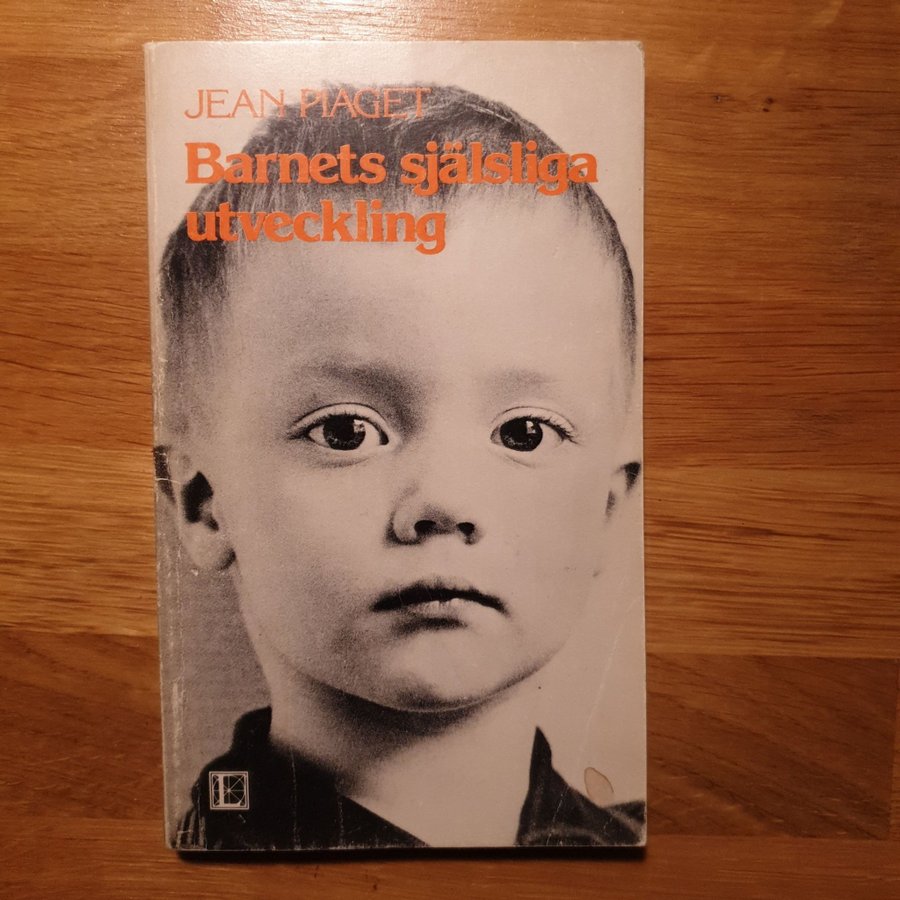 JEAN PIAGET
Barnets själsliga
utveckling
L